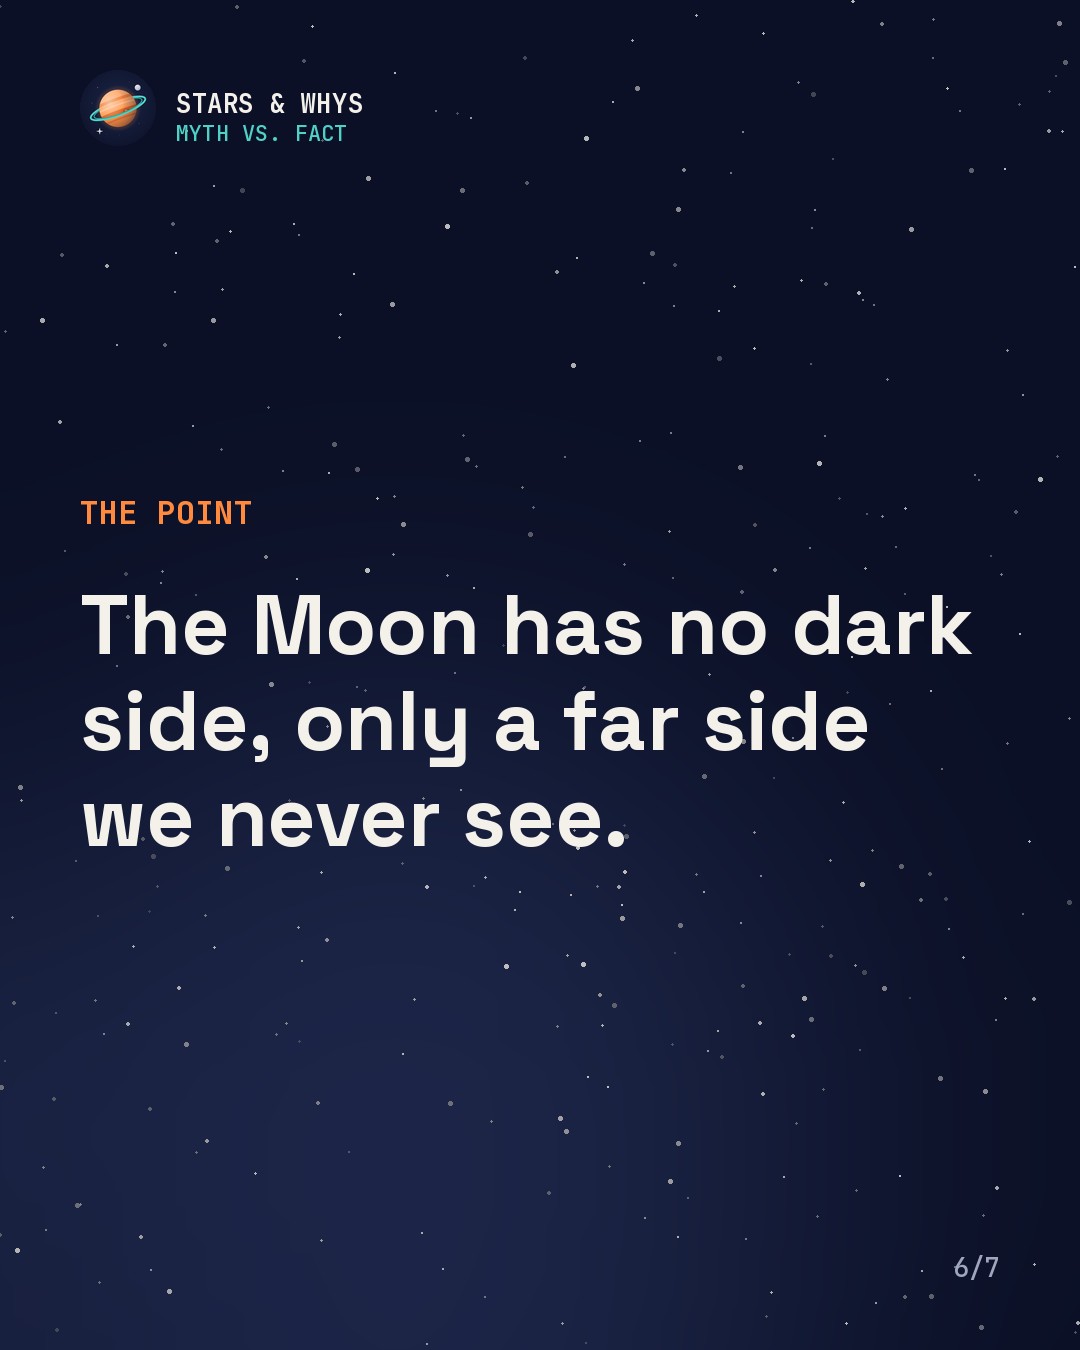 STARS & WHYS
MYTH VS. FACT
THE POINT
The Moon has no dark
side, only a far side
we never see.
6/7